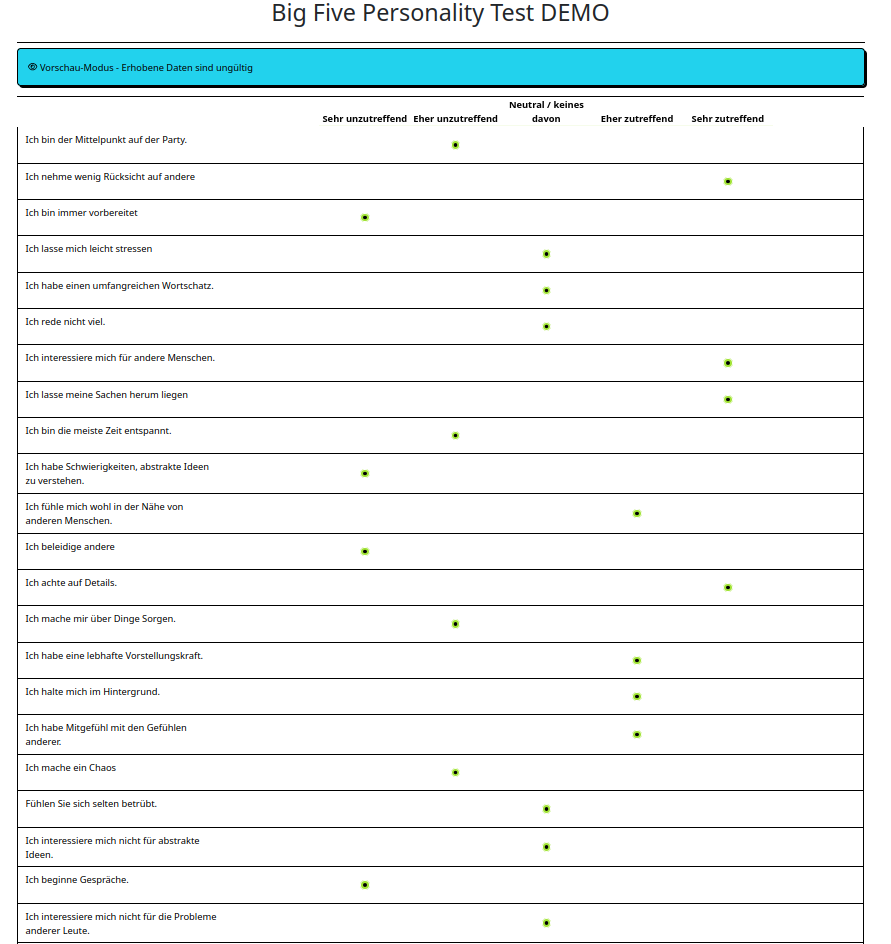 Big Five Personality Test DEMO
Vorschau-Modus - Erhobene Daten sind ungültig
Neutral / keines
Sehr unzutreffend Eher unzutreffend davon Eher zutreffend Sehr zutreffend
Ich bin der Mittelpunkt auf der Party.
Ich nehme wenig Rücksicht auf andere
Ich bin immer vorbereitet
Ich lasse mich leicht stressen
Ich habe einen umfangreichen Wortschatz.
Ich rede nicht viel.
Ich interessiere mich für andere Menschen.
Ich lasse meine Sachen herum liegen
Ich bin die meiste Zeit entspannt.
Ich habe Schwierigkeiten, abstrakte Ideen
zu verstehen.
Ich fühle mich wohl in der Nähe von
anderen Menschen.
Ich beleidige andere
Ich achte auf Details.
Ich mache mir über Dinge Sorgen.
Ich habe eine lebhafte Vorstellungskraft.
Ich halte mich im Hintergrund.
Ich habe Mitgefühl mit den Gefühlen
anderer.
Ich mache ein Chaos
Fühlen Sie sich selten betrübt.
Ich interessiere mich nicht für abstrakte
Ideen.
Ich beginne Gespräche.
Ich interessiere mich nicht für die Probleme
anderer Leute.